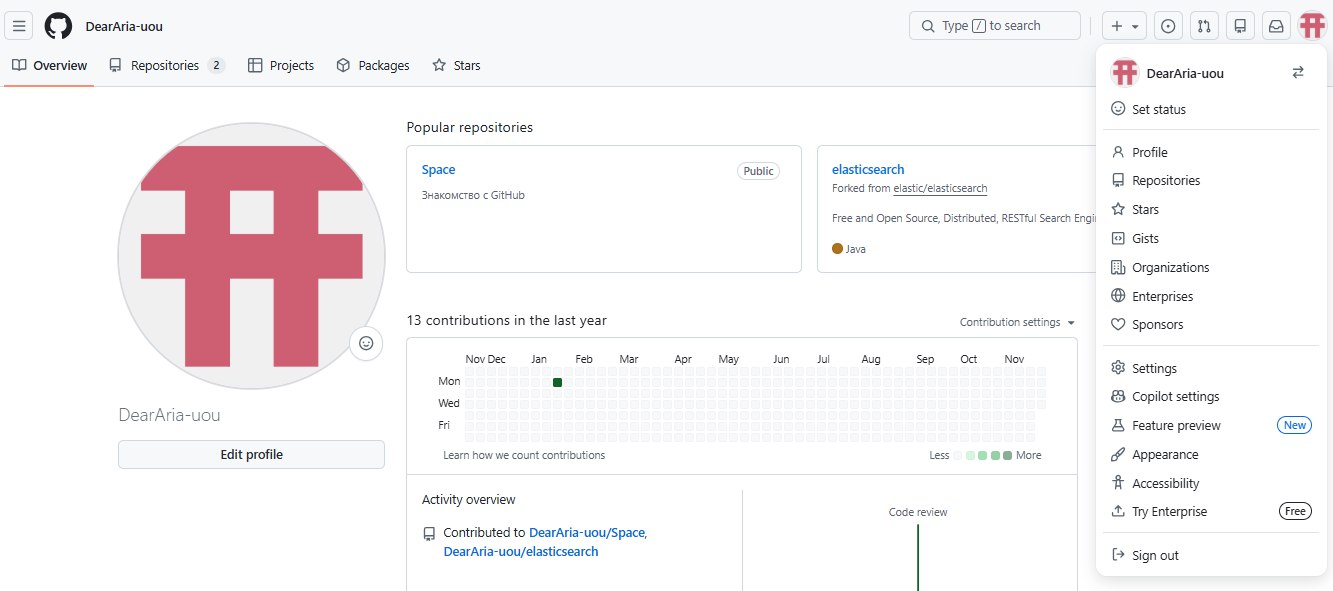 DearAria-uou
Type / to search
Overview
Repositories 2
Projects
Packages
Stars
DearAria-uou
Edit profile
Popular repositories
Space
Public
Знакомство с GitHub
elasticsearch
Forked from elastic/elasticsearch
Free and Open Source, Distributed, RESTful Search
Java
13 contributions in the last year
Contribution settings
Nov Dec Jan Feb Mar Apr May Jun Jul Aug Sep Oct Nov
Mon
Wed
Fri
Learn how we count contributions
Less More
Activity overview
Contributed to DearAria-uou/Space,
DearAria-uou/elasticsearch
Code review
DearAria-uou
Set status
Profile
Repositories
Stars
Gists
Organizations
Enterprises
Sponsors
Settings
Copilot settings
Feature preview New
Appearance
Accessibility
Try Enterprise Free
Sign out